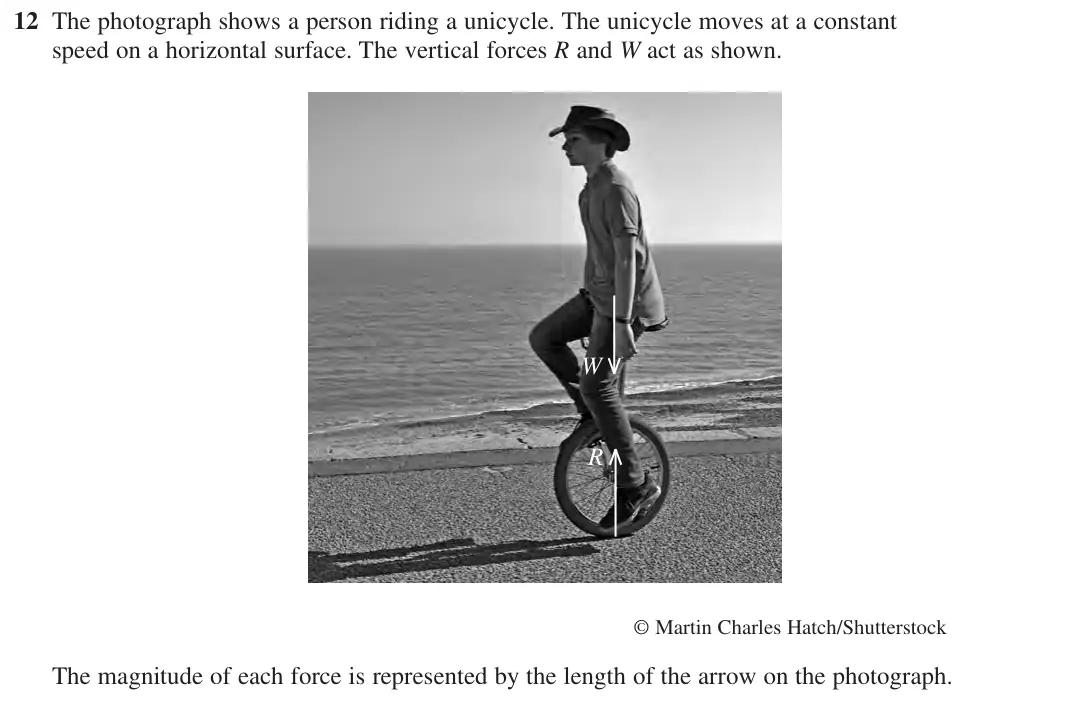 12 The photograph shows a person riding a unicycle. The unicycle moves at a constant
speed on a horizontal surface. The vertical forces R and W act as shown.
W
R
© Martin Charles Hatch/Shutterstock
The magnitude of each force is represented by the length of the arrow on the photograph.